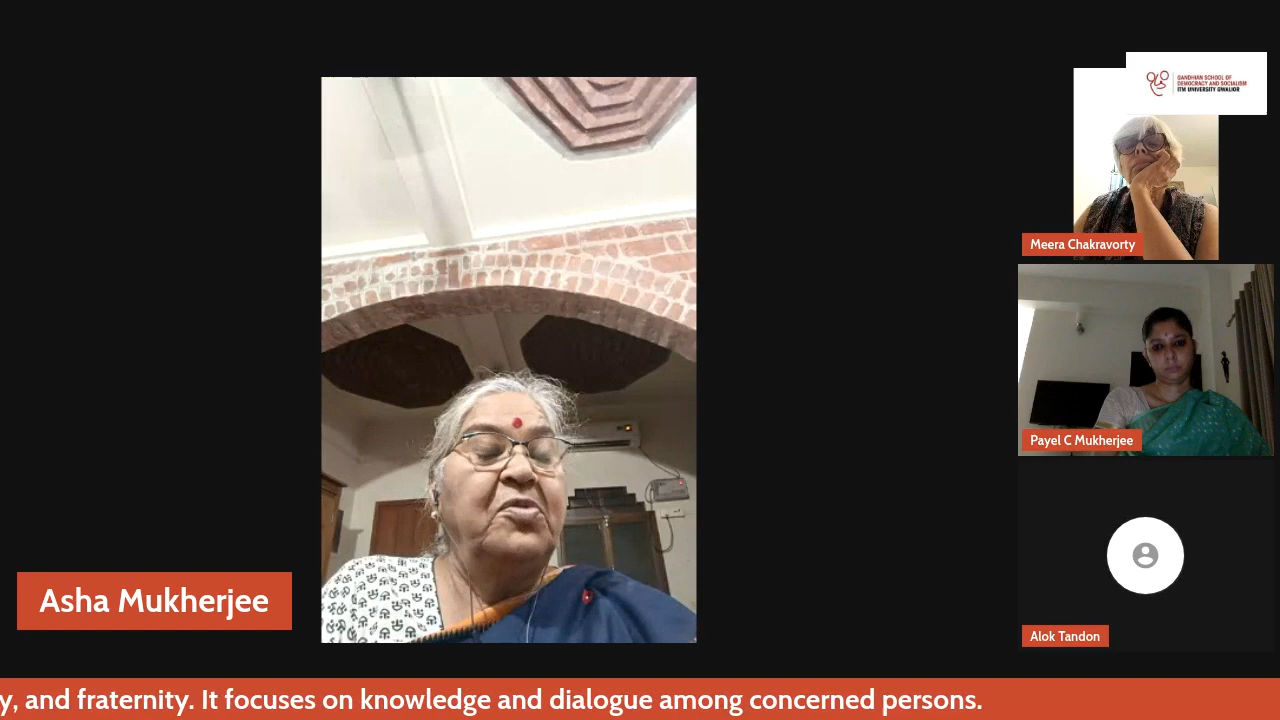 GANDHIAN SCHOOL OF
DEMOCRACY AND SOCIALISM
ITM UNIVERSITY GWALIOR
Meera Chakravorty
Payel C Mukherjee
Asha Mukherjee
Alok Tandon
y, and fraternity. It focuses on knowledge and dialogue among concerned persons.